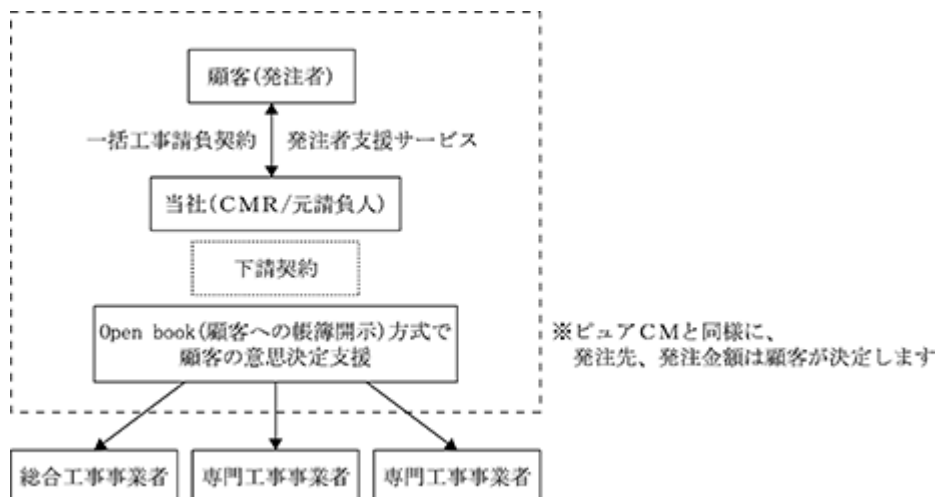 顧客(発注者)
一括工事請負契約
発注者支援サービス
当社(CMR/元請負人)
下請契約
Open book(顧客への帳簿開示)方式で
顧客の意思決定支援
※ピュアCMと同様に、
発注先、発注金額は顧客が決定します
総合工事事業者
専門工事事業者
専門工事事業者